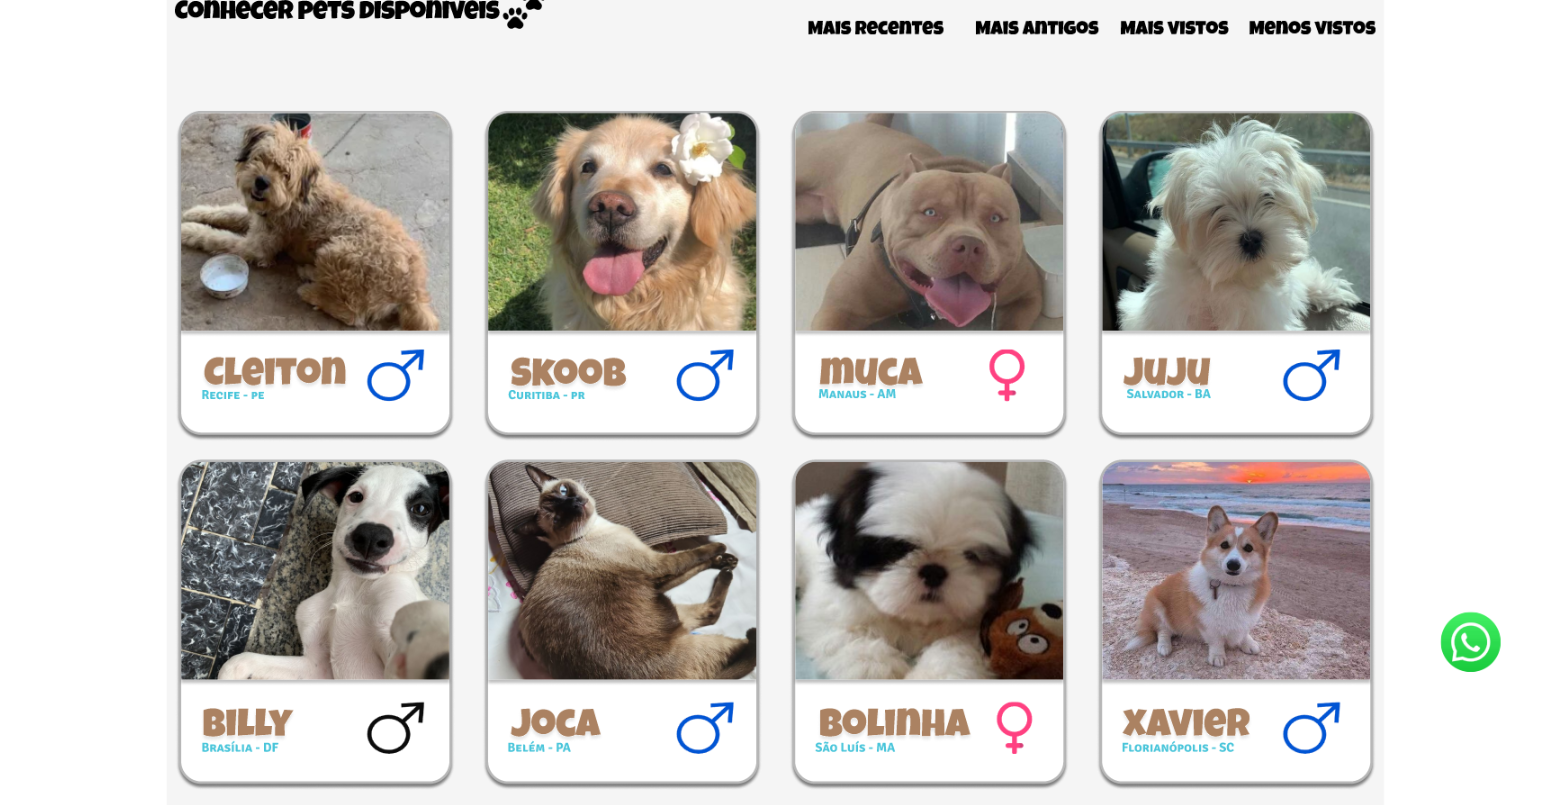 Conhecer pets disponíveis
Mais Recentes Mais Antigos Mais Vistos Menos Vistos
Cleiton
Recife - PE
Skoob
Curitiba - PR
Muca
Manaus - AM
Juju
Salvador - BA
Billy
Brasília - DF
Joca
Belém - PA
Bolinha
São Luís - MA
Xavier
Florianópolis - SC